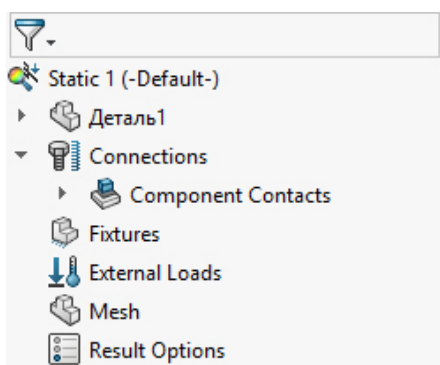 Static 1 (-Default-)
Деталь1
Connections
Component Contacts
Fixtures
External Loads
Mesh
Result Options